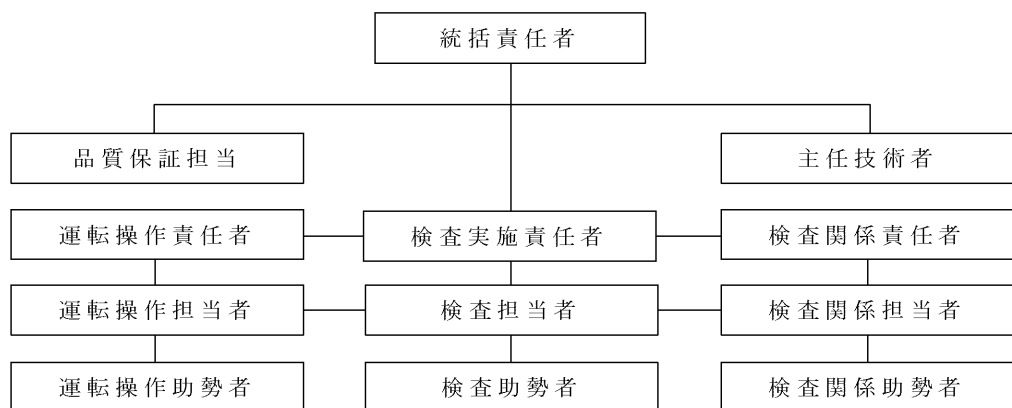 統括責任者
品質保証担当
主任技術者
運転操作責任者
検査実施責任者
検査関係責任者
運転操作担当者
検査担当者
検査関係担当者
運転操作助勢者
検査助勢者
検査関係助勢者